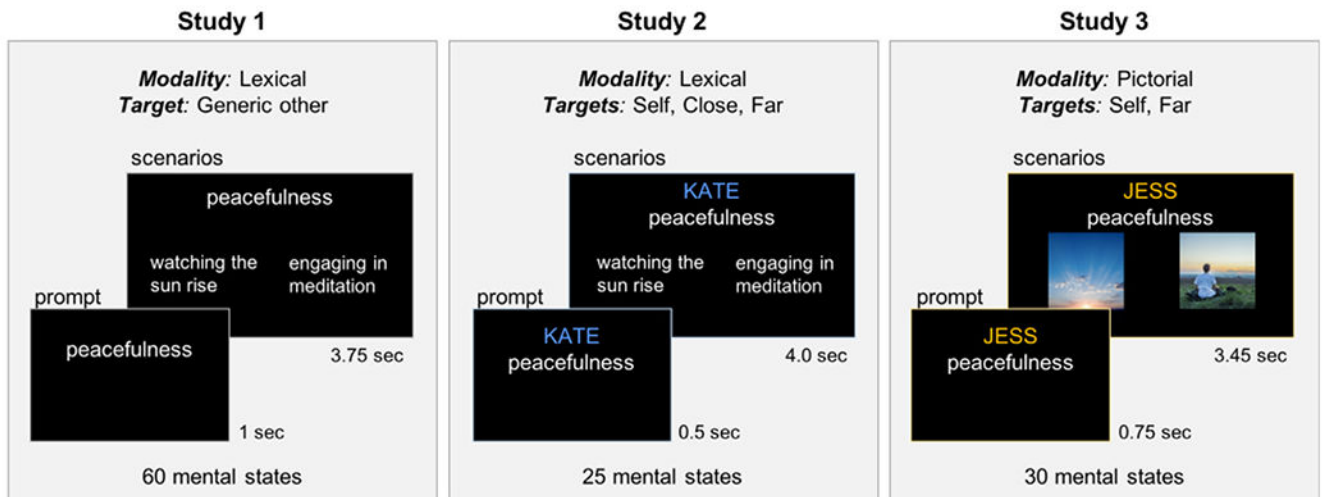 Study 1
Modality: Lexical
Target: Generic other
scenarios
peacefulness
watching the
sun rise
engaging in
meditation
prompt
peacefulness
3.75 sec
1 sec
60 mental states
Study 2
Modality: Lexical
Targets: Self, Close, Far
scenarios
KATE
peacefulness
watching the
sun rise
engaging in
meditation
prompt
KATE
peacefulness
4.0 sec
0.5 sec
25 mental states
Study 3
Modality: Pictorial
Targets: Self, Far
scenarios
JESS
peacefulness
prompt
JESS
peacefulness
3.45 sec
0.75 sec
30 mental states